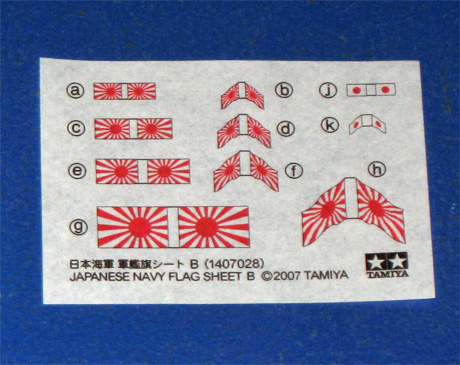 ⓐ ⓑ ⓙ
ⓒ ⓓ ⓚ
ⓔ ⓕ ⓗ
ⓖ
日本海軍 軍艦旗シート B (1407028)
JAPANESE NAVY FLAG SHEET B ©2007 TAMIYA
TAMIYA